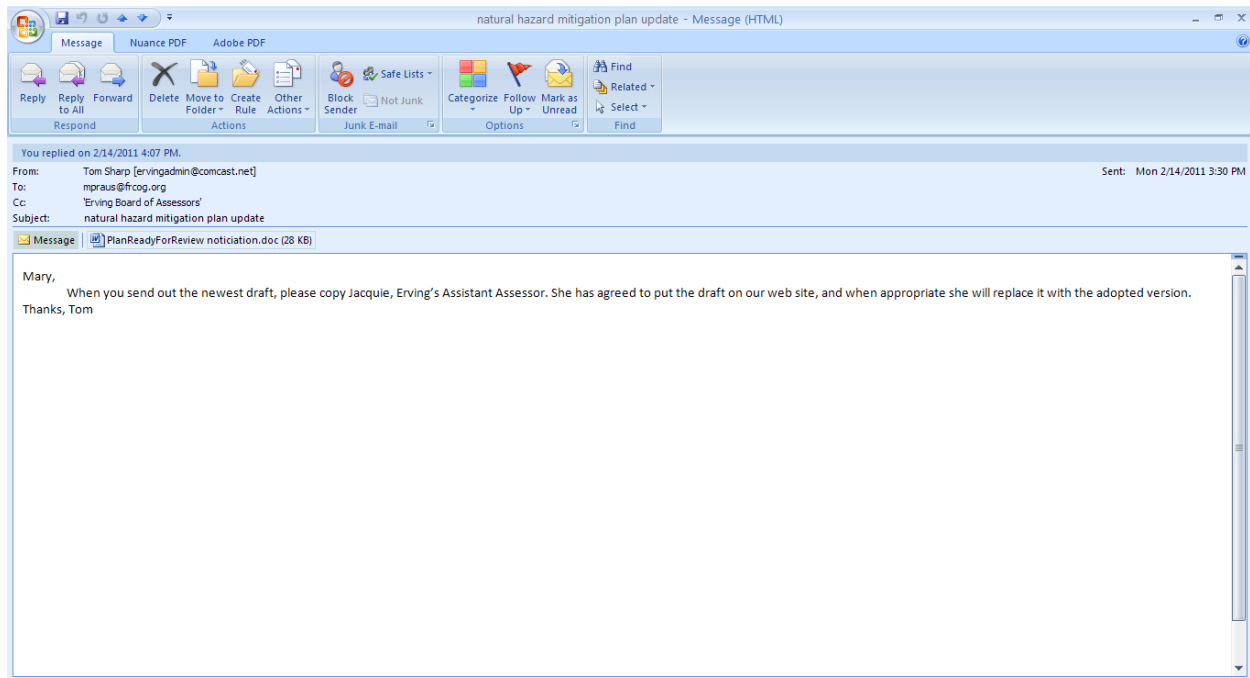 natural hazard mitigation plan update - Message (HTML)
Message Nuance PDF Adobe PDF
Reply Reply to All Forward Delete Move to Folder Create Rule Other Actions Block Sender Safe Lists Not Junk Categorize Follow Up Mark as Unread Find Related Select
Respond Actions Junk E-mail Options Find
You replied on 2/14/2011 4:07 PM.
From: Tom Sharp [ervingadmin@comcast.net] Sent: Mon 2/14/2011 3:30 PM
To: mpraus@frcog.org
Cc: 'Erving Board of Assessors'
Subject: natural hazard mitigation plan update
Message PlanReadyForReview noticiation.doc (28 KB)
Mary,
When you send out the newest draft, please copy Jacquie, Erving's Assistant Assessor. She has agreed to put the draft on our web site, and when appropriate she will replace it with the adopted version.
Thanks, Tom